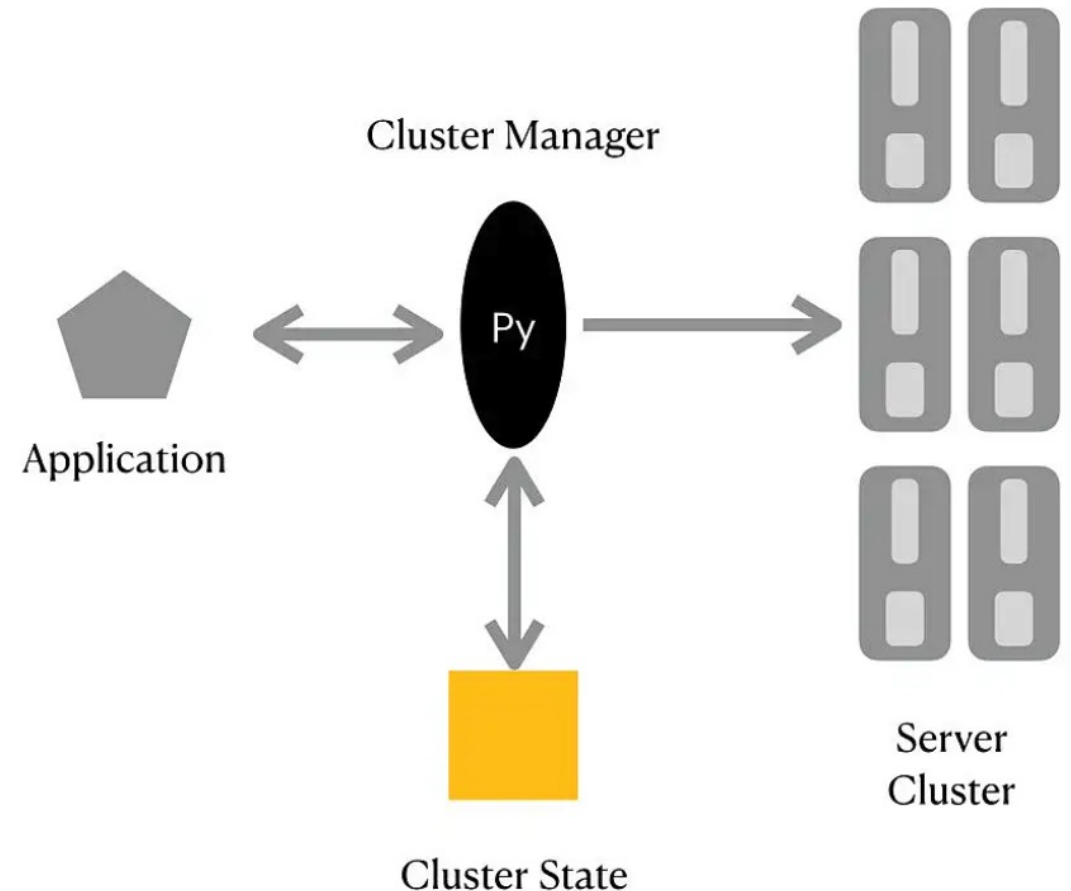 Cluster Manager
Py
Application
Server
Cluster
Cluster State